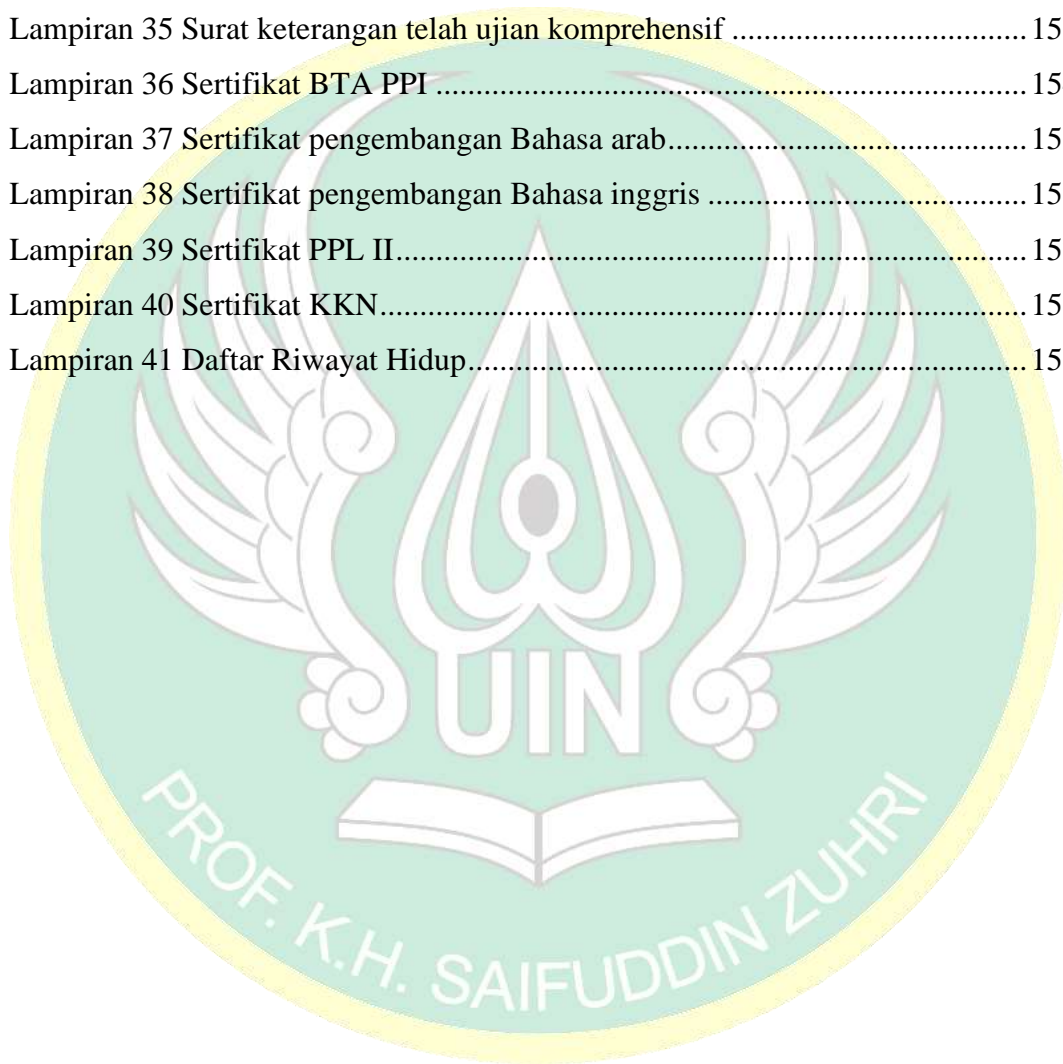 Lampiran 35 Surat keterangan telah ujian komprehensif .................................. 15
Lampiran 36 Sertifikat BTA PPI .................................................................... 15
Lampiran 37 Sertifikat pengembangan Bahasa arab......................................... 15
Lampiran 38 Sertifikat pengembangan Bahasa inggris ..................................... 15
Lampiran 39 Sertifikat PPL II......................................................................... 15
Lampiran 40 Sertifikat KKN........................................................................... 15
Lampiran 41 Daftar Riwayat Hidup................................................................ 15
UIN
PROF. K.H. SAIFUDDIN ZUHRI